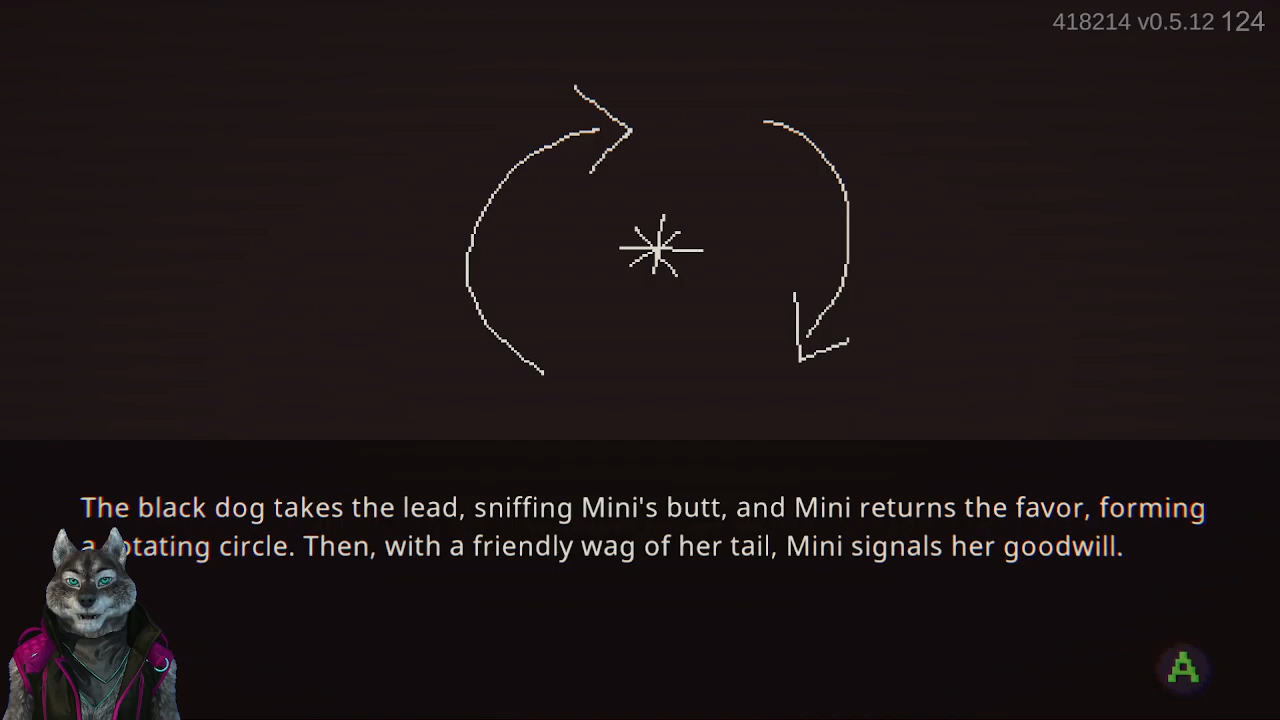 418214 v0.5.12 124
The black dog takes the lead, sniffing Mini's butt, and Mini returns the favor, forming
a rotating circle. Then, with a friendly wag of her tail, Mini signals her goodwill.
A